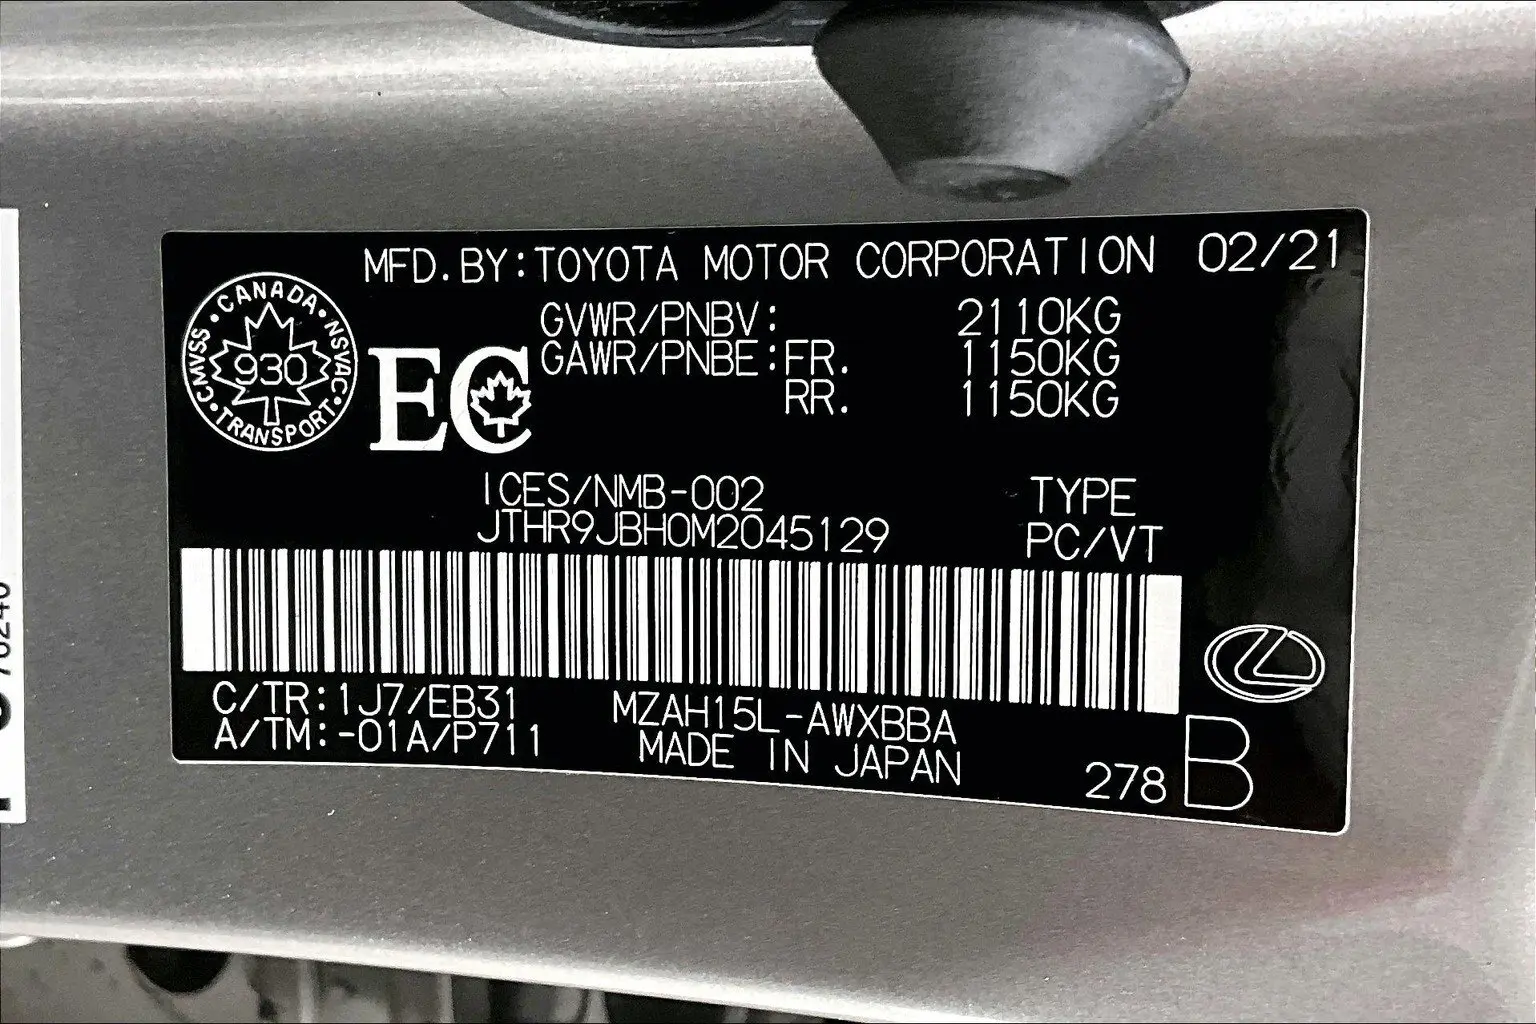 MFD.BY:TOYOTA MOTOR CORPORATION 02/21
GVWR/PNBV: 2110KG
GAWR/PNBE:FR. 1150KG
RR. 1150KG
CANADA
CMVSS
NSVAC
930
TRANSPORT
EC
ICES/NMB-002
TYPE
JTHR9JBH0M2045129
PC/VT
C/TR:1J7/EB31
MZAH15L-AWXBBA
A/TM:-01A/P711
MADE IN JAPAN
278 B